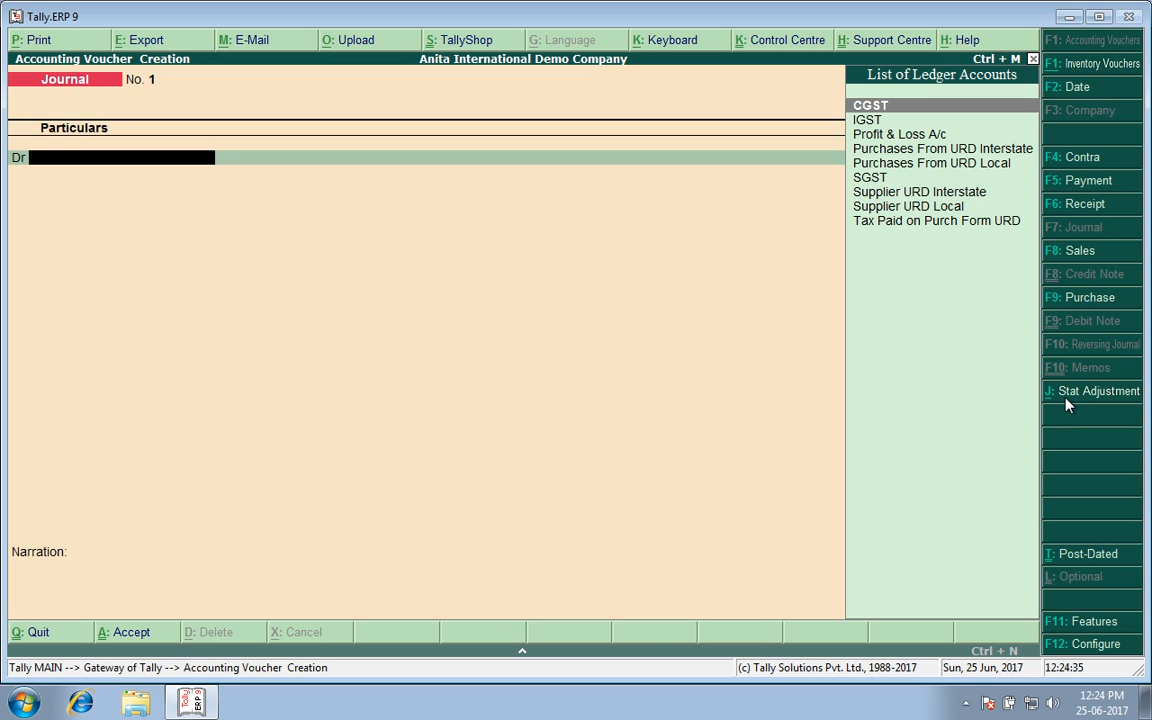 Tally.ERP 9
P: Print
E: Export
M: E-Mail
O: Upload
S: TallyShop
G: Language
K: Keyboard
K: Control Centre
H: Support Centre
H: Help
Accounting Voucher Creation
Anita International Demo Company
Ctrl + M
Journal
No. 1
Particulars
Dr
Narration:
List of Ledger Accounts
CGST
IGST
Profit & Loss A/c
Purchases From URD Interstate
Purchases From URD Local
SGST
Supplier URD Interstate
Supplier URD Local
Tax Paid on Purch Form URD
F1: Accounting Vouchers
F1: Inventory Vouchers
F2: Date
F3: Company
F4: Contra
F5: Payment
F6: Receipt
F7: Journal
F8: Sales
F8: Credit Note
F9: Purchase
F9: Debit Note
F10: Reversing Journal
F10: Memos
J: Stat Adjustment
T: Post-Dated
L: Optional
F11: Features
F12: Configure
Q: Quit
A: Accept
D: Delete
X: Cancel
Ctrl + N
Tally MAIN --> Gateway of Tally --> Accounting Voucher Creation
(c) Tally Solutions Pvt. Ltd., 1988-2017
Sun, 25 Jun, 2017
12:24:35
Tally
ERP 9
12:24 PM
25-06-2017